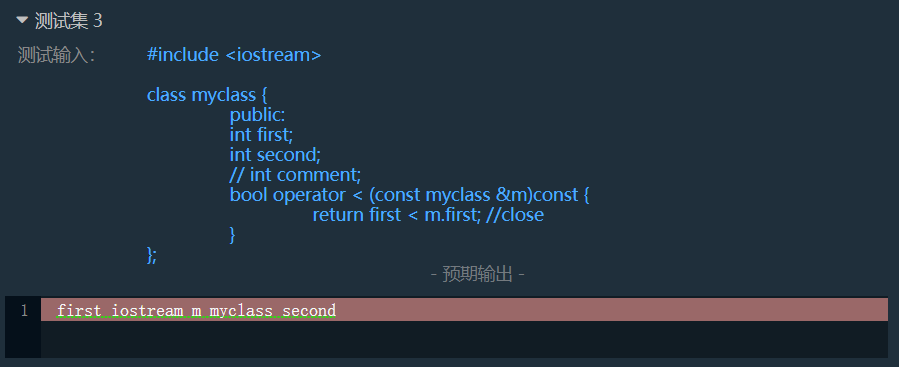 测试集 3
测试输入:
#include <iostream>
class myclass {
public:
int first;
int second;
// int comment;
bool operator < (const myclass &m)const {
return first < m.first; //close
}
};
- 预期输出 -
1 first iostream m myclass second